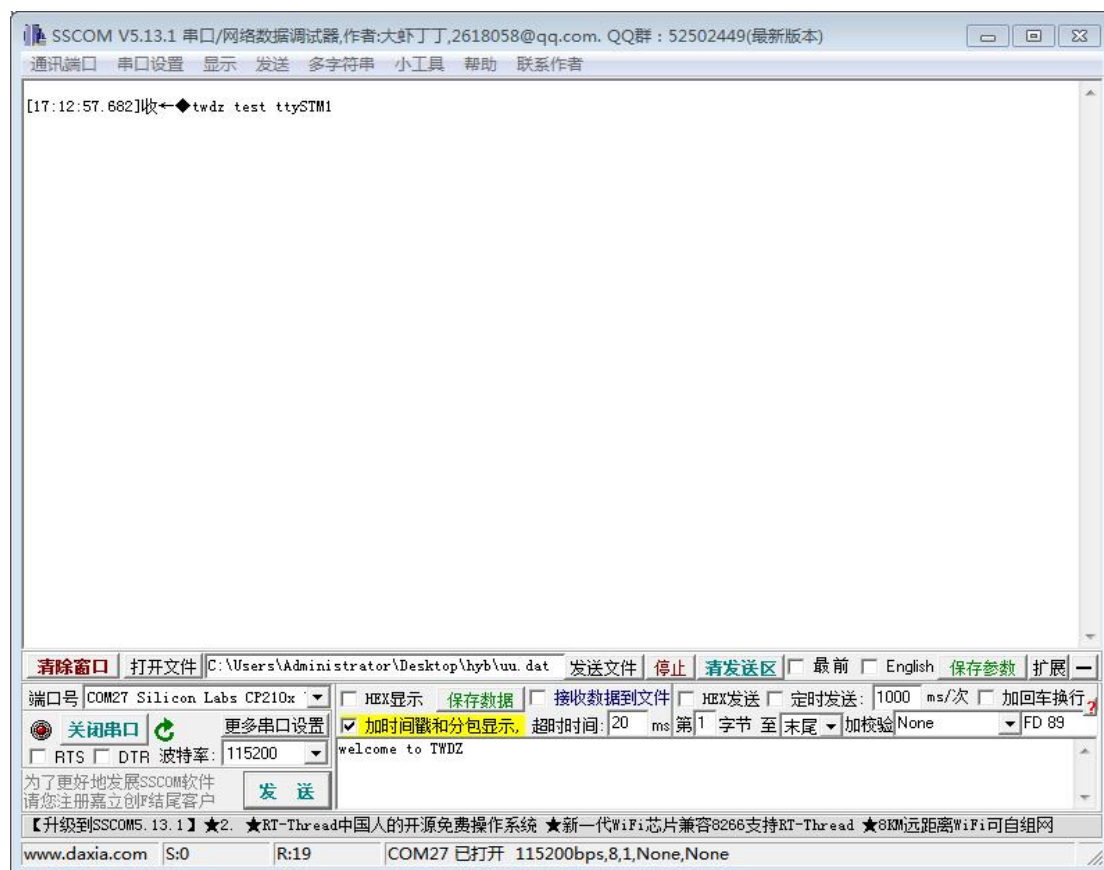 SSCOM V5.13.1 串口/网络数据调试器,作者:大虾丁丁,2618058@qq.com. QQ群：52502449(最新版本)
通讯端口 串口设置 显示 发送 多字符串 小工具 帮助 联系作者
[17:12:57.682]收←◆twdz test ttySTM1
清除窗口 打开文件 C:\Users\Administrator\Desktop\hyb\uu.dat 发送文件 停止 清发送区 最前 English 保存参数 扩展 —
端口号 COM27 Silicon Labs CP210x HEX显示 保存数据 接收数据到文件 HEX发送 定时发送: 1000 ms/次 加回车换行 ?
关闭串口 更多串口设置 加时间戳和分包显示, 超时时间: 20 ms 第1 字节 至 末尾 加校验 None FD 89
RTS DTR 波特率: 115200 welcome to TWDZ
为了更好地发展SSCOM软件
请您注册嘉立创F结尾客户
发 送
【升级到SSCOM5.13.1】★2. ★RT-Thread中国人的开源免费操作系统 ★新一代WiFi芯片兼容8266支持RT-Thread ★8KM远距离WiFi可自组网
www.daxia.com S:0 R:19 COM27 已打开 115200bps,8,1,None,None